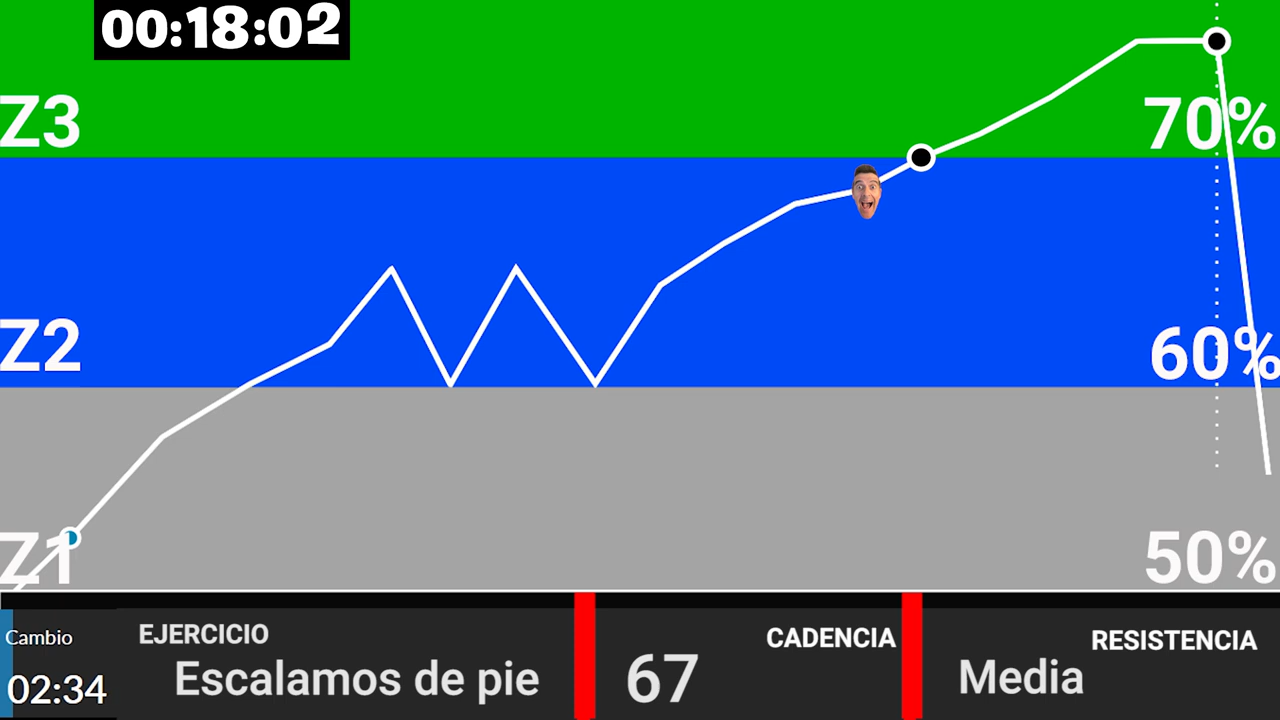 00:18:02
Z3
70%
Z2
60%
Z1
50%
Cambio
02:34
EJERCICIO
Escalamos de pie
CADENCIA
67
RESISTENCIA
Media